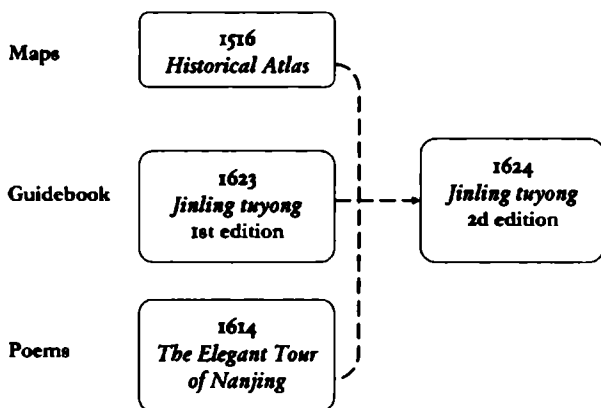 Maps
1516
Historical Atlas
Guidebook
1623
Jinling tuyong
1st edition
1624
Jinling tuyong
2d edition
Poems
1614
The Elegant Tour
of Nanjing